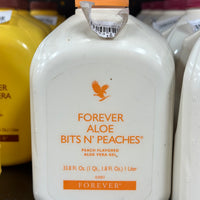 FOREVER
ALOE
BITS N' PEACHES®
PEACH FLAVORED
ALOE VERA GEL
33.8 FL. Oz. (1 Qt., 1.8 Fl. Oz.) 1 Liter
FOREVER
ERA